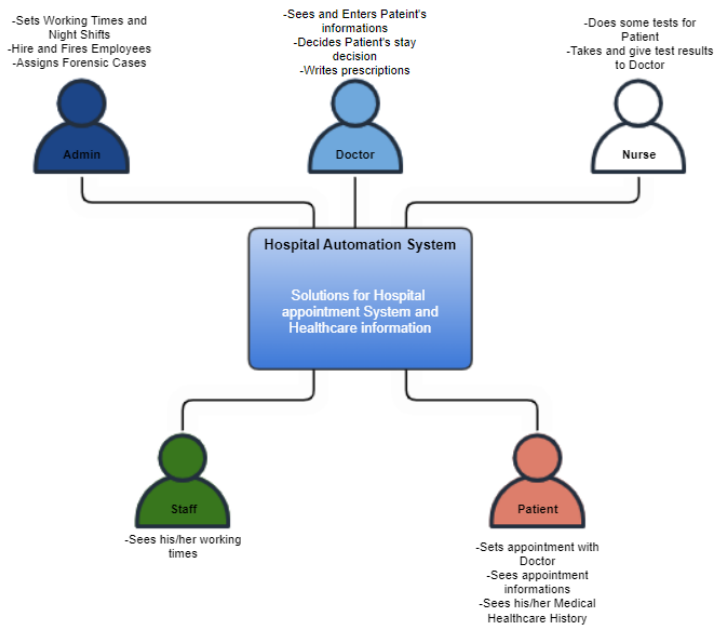 -Sets Working Times and
Night Shifts
-Hire and Fires Employees
-Assigns Forensic Cases
Admin
-Sees and Enters Pateint's
informations
-Decides Patient's stay
decision
-Writes prescriptions
Doctor
-Does some tests for
Patient
-Takes and give test results
to Doctor
Nurse
Hospital Automation System
Solutions for Hospital
appointment System and
Healthcare information
Staff
-Sees his/her working
times
Patient
-Sets appointment with
Doctor
-Sees appointment
informations
-Sees his/her Medical
Healthcare History